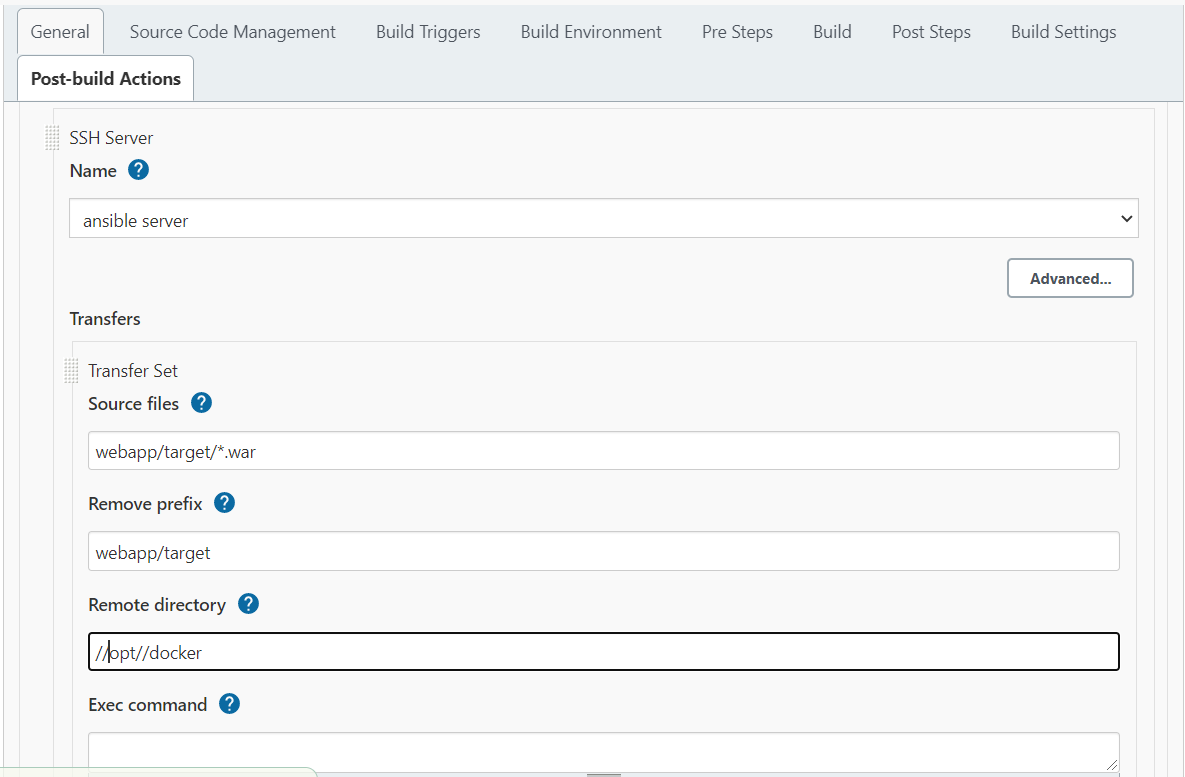 General Source Code Management Build Triggers Build Environment Pre Steps Build Post Steps Build Settings
Post-build Actions
SSH Server
Name ?
ansible server
Advanced...
Transfers
Transfer Set
Source files ?
webapp/target/*.war
Remove prefix ?
webapp/target
Remote directory ?
//opt//docker
Exec command ?